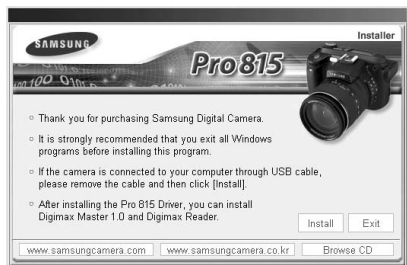 Installer
SAMSUNG
Pro815
Thank you for purchasing Samsung Digital Camera.
It is strongly recommended that you exit all Windows
programs before installing this program.
If the camera is connected to your computer through USB cable,
please remove the cable and then click [Install].
After installing the Pro 815 Driver, you can install
Digimax Master 1.0 and Digimax Reader.
Install
Exit
www.samsungcamera.com
www.samsungcamera.co.kr
Browse CD